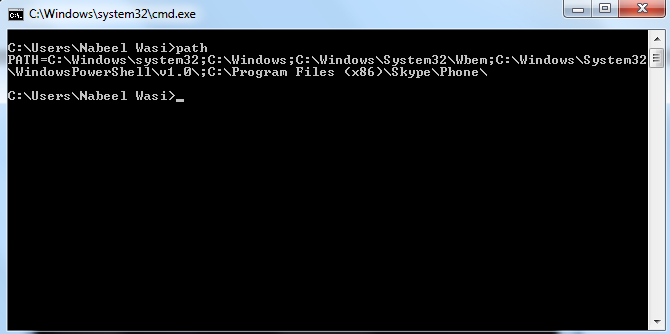 C:\Windows\system32\cmd.exe
C:\Users\Nabeel Wasi>path
PATH=C:\Windows\system32;C:\Windows;C:\Windows\System32\Wbem;C:\Windows\System32
\WindowsPowerShell\v1.0\;C:\Program Files (x86)\Skype\Phone\
C:\Users\Nabeel Wasi>_